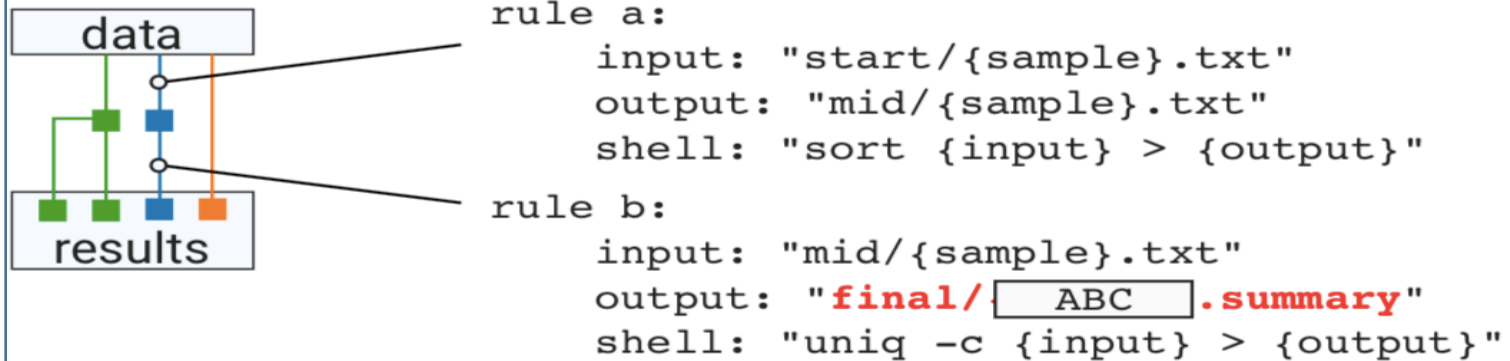 data
results
rule a:
input: "start/{sample}.txt"
output: "mid/{sample}.txt"
shell: "sort {input} > {output}"
rule b:
input: "mid/{sample}.txt"
output: "final/ ABC .summary"
shell: "uniq -c {input} > {output}"